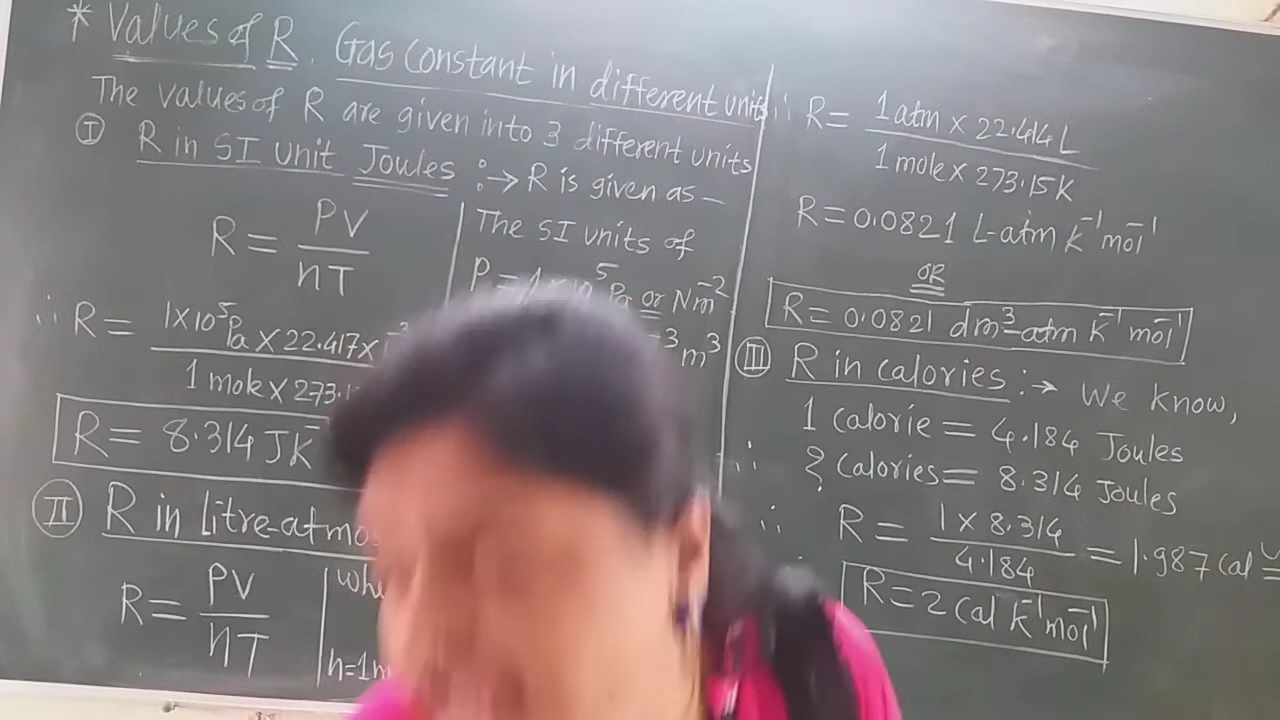 * Values of R. Gas constant in different units
The values of R are given into 3 different units
I R in SI unit Joules :→ R is given as –
R = PV / nT
The SI units of
P = 1 × 10⁵ Pa or Nm⁻²
⁻³ m³
∴ R = 1×10⁵ Pa × 22.417 × / 1 mole × 273.1
R = 8.314 JK⁻
II R in Litre-atmos
R = PV / nT
n=1m
∴ R = 1 atm × 22.414 L / 1 mole × 273.15 K
R = 0.0821 L-atm K⁻¹ mol⁻¹
OR
R = 0.0821 dm³-atm K⁻¹ mol⁻¹
III R in calories :→ We know,
1 calorie = 4.184 Joules
∴ ? calories = 8.314 Joules
∴ R = 1 × 8.314 / 4.184 = 1.987 cal
R = 2 Cal K⁻¹ mol⁻¹